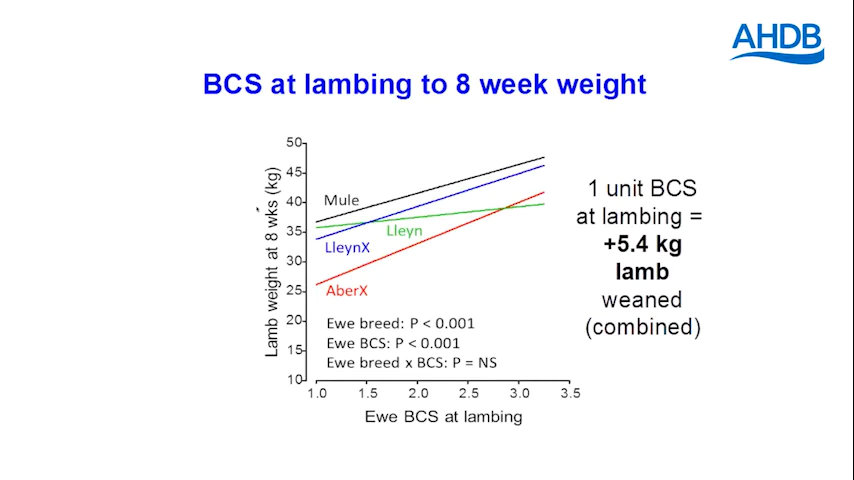 AHDB
BCS at lambing to 8 week weight
Lamb weight at 8 wks (kg)
50
45
40
35
30
25
20
15
10
Mule
Lleyn
LleynX
AberX
Ewe breed: P < 0.001
Ewe BCS: P < 0.001
Ewe breed x BCS: P = NS
1.0 1.5 2.0 2.5 3.0 3.5
Ewe BCS at lambing
1 unit BCS
at lambing =
+5.4 kg
lamb
weaned
(combined)